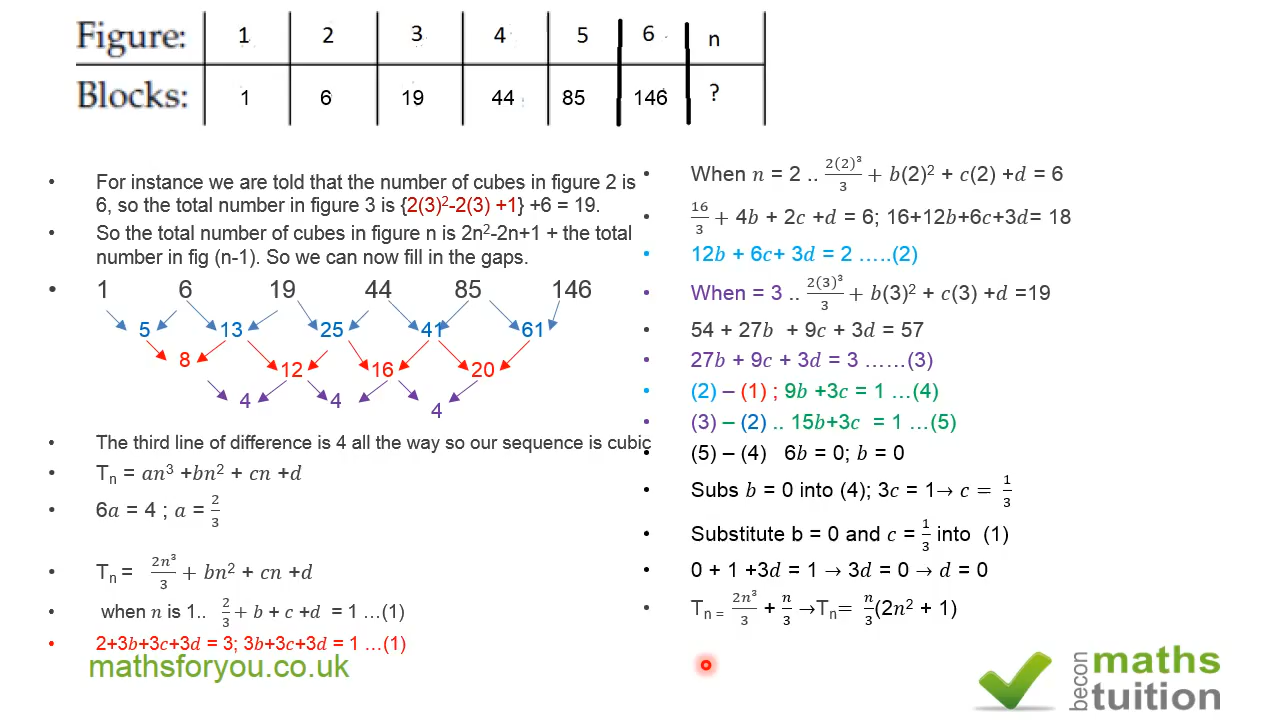 Figure: 1 2 3 4 5 6 n
Blocks: 1 6 19 44 85 146 ?
• For instance we are told that the number of cubes in figure 2 is
6, so the total number in figure 3 is {2(3)²-2(3) +1} +6 = 19.
• So the total number of cubes in figure n is 2n²-2n+1 + the total
number in fig (n-1). So we can now fill in the gaps.
• 1 6 19 44 85 146
5 13 25 41 61
8 12 16 20
4 4 4
• The third line of difference is 4 all the way so our sequence is cubic
• Tₙ = 𝑎𝑛³ +𝑏𝑛² + 𝑐𝑛 +𝑑
• 6𝑎 = 4 ; 𝑎 = 2/3
• Tₙ = 2𝑛³/3 + 𝑏𝑛² + 𝑐𝑛 +𝑑
• when 𝑛 is 1.. 2/3 + 𝑏 + 𝑐 +𝑑 = 1 …(1)
• 2+3𝑏+3𝑐+3𝑑 = 3; 3𝑏+3𝑐+3𝑑 = 1 …(1)
mathsforyou.co.uk
• When 𝑛 = 2 .. 2(2)³/3 + 𝑏(2)² + 𝑐(2) +𝑑 = 6
• 16/3 + 4𝑏 + 2𝑐 +𝑑 = 6; 16+12𝑏+6𝑐+3𝑑= 18
• 12𝑏 + 6𝑐+ 3𝑑 = 2 …..(2)
• When = 3 .. 2(3)³/3 + 𝑏(3)² + 𝑐(3) +𝑑 =19
• 54 + 27𝑏 + 9𝑐 + 3𝑑 = 57
• 27𝑏 + 9𝑐 + 3𝑑 = 3 ……(3)
• (2) – (1) ; 9𝑏 +3𝑐 = 1 …(4)
• (3) – (2) .. 15𝑏+3𝑐 = 1 …(5)
• (5) – (4) 6𝑏 = 0; 𝑏 = 0
• Subs 𝑏 = 0 into (4); 3𝑐 = 1→ 𝑐 = 1/3
• Substitute b = 0 and 𝑐 = 1/3 into (1)
• 0 + 1 +3𝑑 = 1 → 3𝑑 = 0 → 𝑑 = 0
• Tₙ = 2𝑛³/3 + 𝑛/3 →Tₙ= 𝑛/3(2𝑛² + 1)
becon
maths
tuition